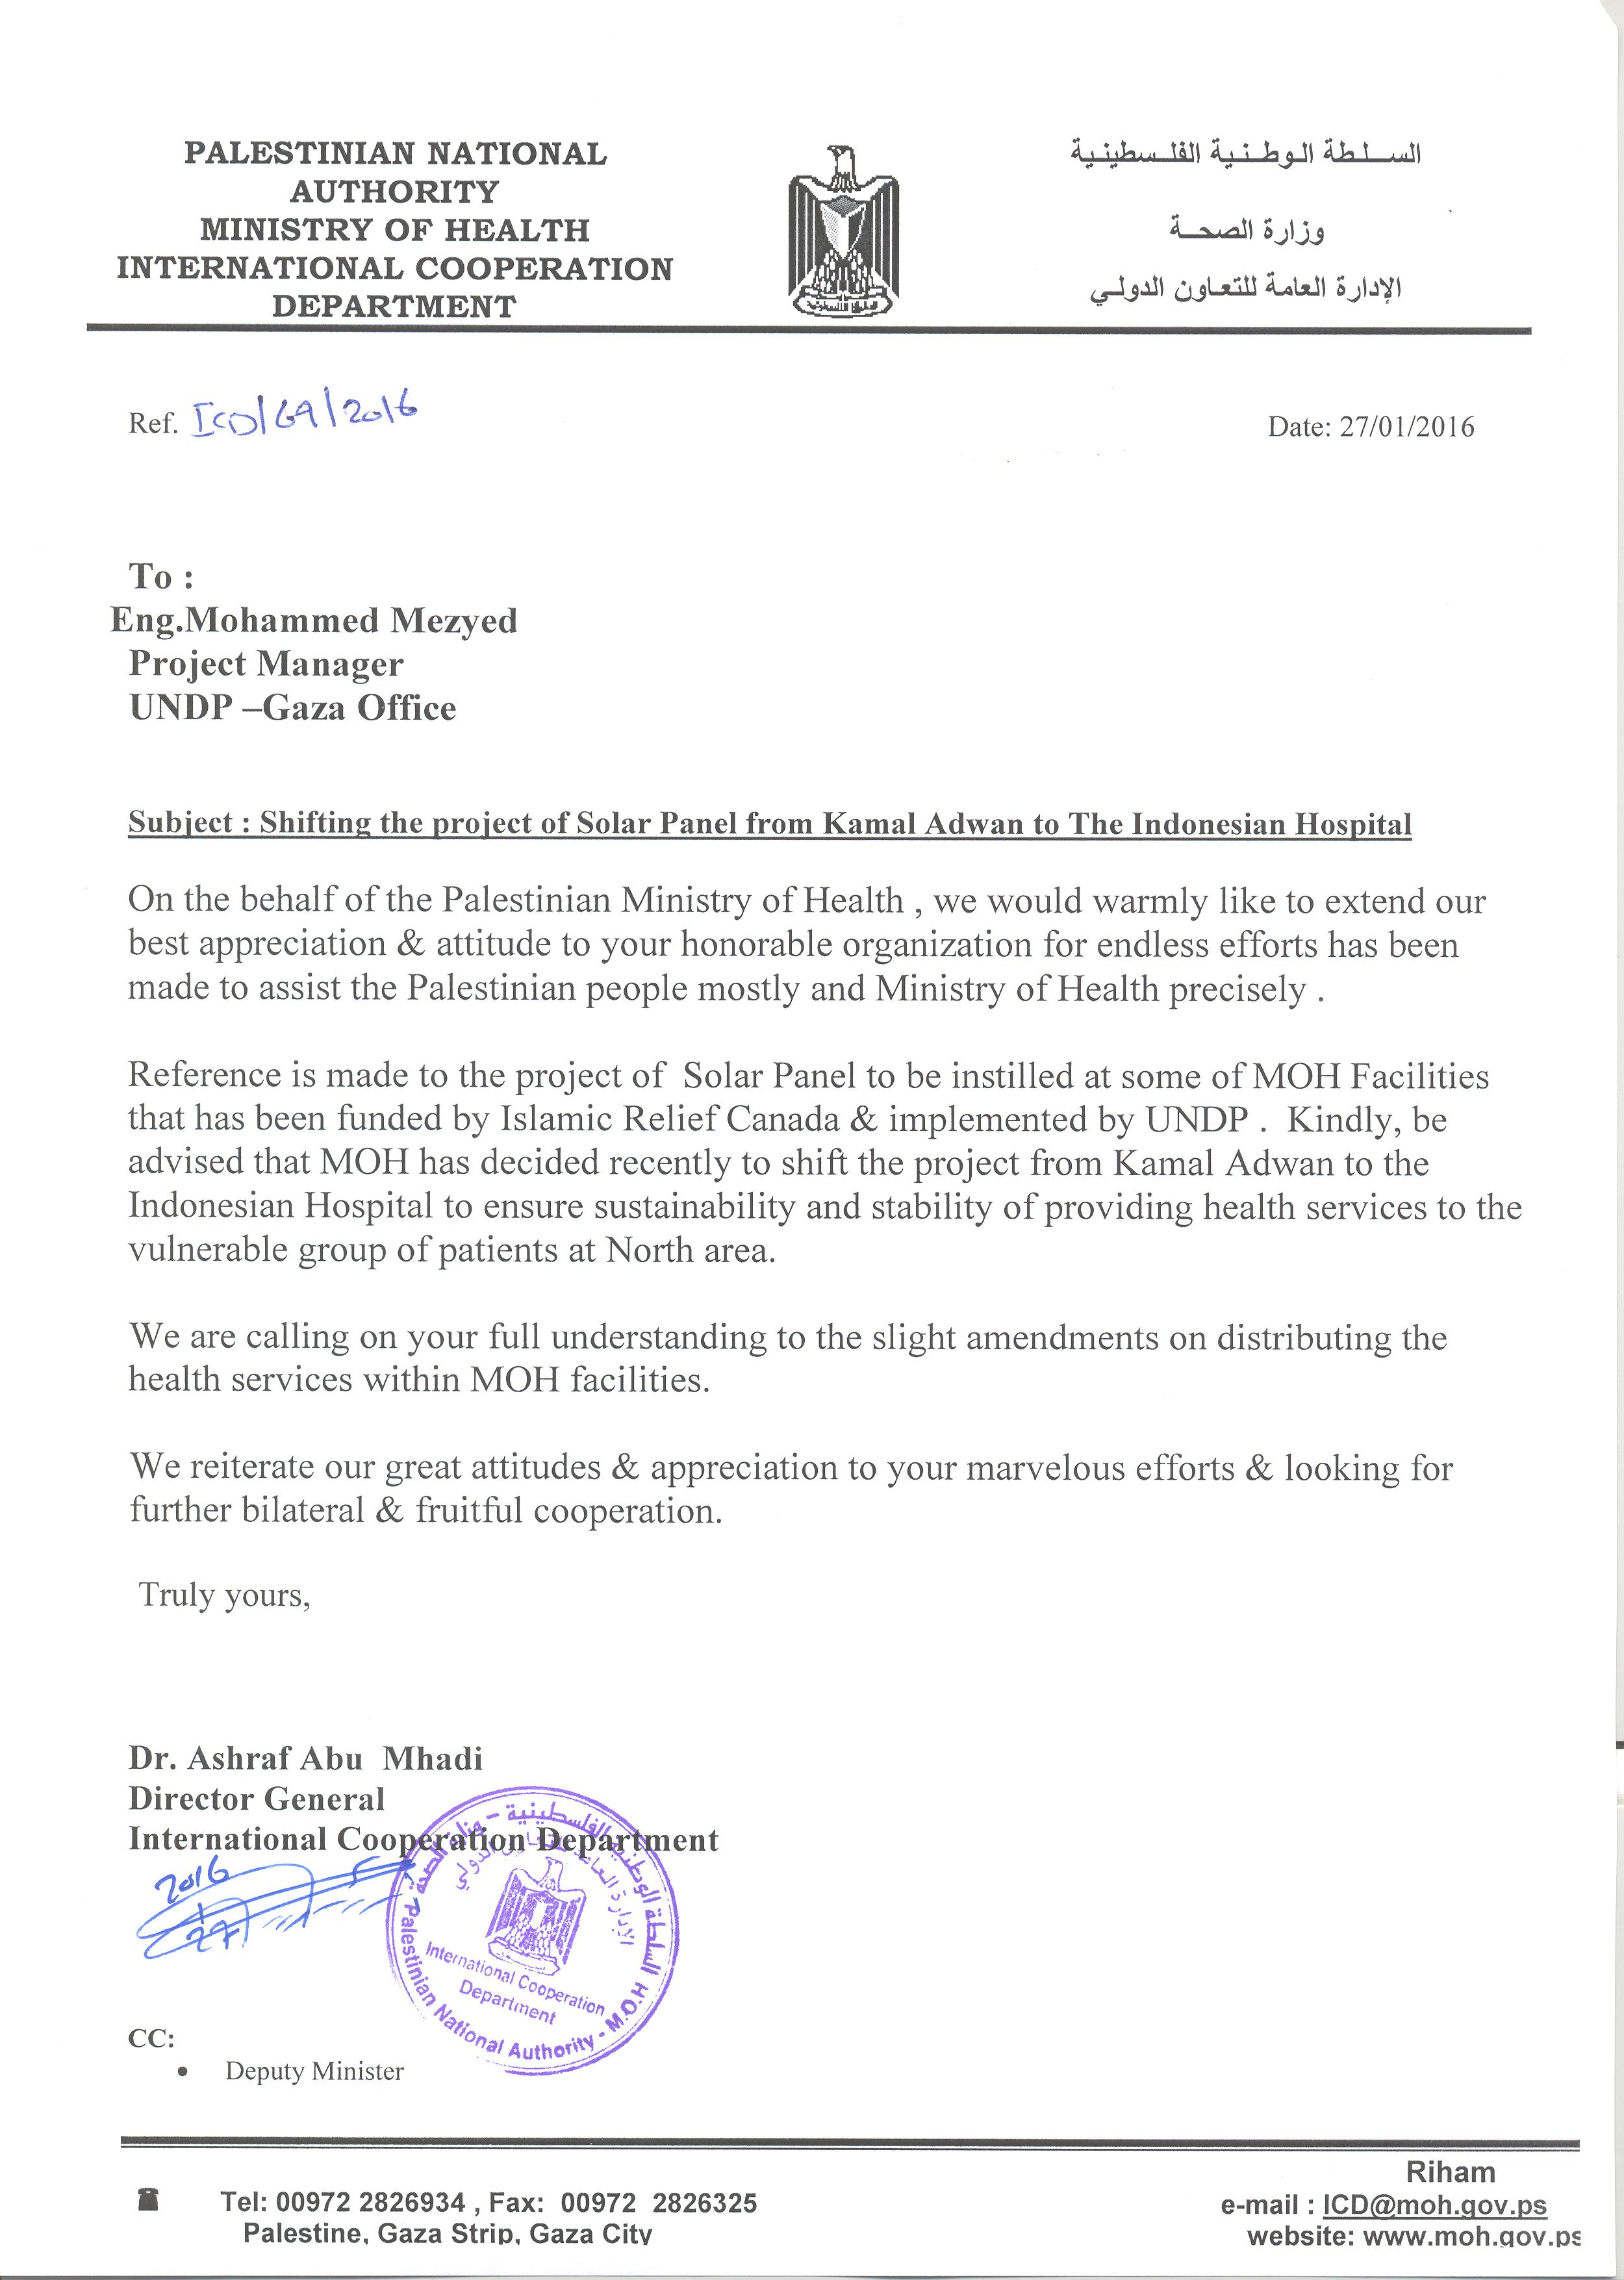 PALESTINIAN NATIONAL
AUTHORITY
MINISTRY OF HEALTH
INTERNATIONAL COOPERATION
DEPARTMENT
السلطة الوطنية الفلسطينية
وزارة الصحة
الإدارة العامة للتعاون الدولي
Ref. ICD/69/2016
Date: 27/01/2016
To :
Eng.Mohammed Mezyed
Project Manager
UNDP –Gaza Office
Subject : Shifting the project of Solar Panel from Kamal Adwan to The Indonesian Hospital
On the behalf of the Palestinian Ministry of Health , we would warmly like to extend our
best appreciation & attitude to your honorable organization for endless efforts has been
made to assist the Palestinian people mostly and Ministry of Health precisely .
Reference is made to the project of Solar Panel to be instilled at some of MOH Facilities
that has been funded by Islamic Relief Canada & implemented by UNDP . Kindly, be
advised that MOH has decided recently to shift the project from Kamal Adwan to the
Indonesian Hospital to ensure sustainability and stability of providing health services to the
vulnerable group of patients at North area.
We are calling on your full understanding to the slight amendments on distributing the
health services within MOH facilities.
We reiterate our great attitudes & appreciation to your marvelous efforts & looking for
further bilateral & fruitful cooperation.
Truly yours,
Dr. Ashraf Abu Mhadi
Director General
International Cooperation Department
2016
27
السلطة الوطنية الفلسطينية - وزارة الصحة
الإدارة العامة للتعاون الدولي
International Cooperation
Department
Palestinian National Authority - M.O.H
CC:
• Deputy Minister
Riham
Tel: 00972 2826934 , Fax: 00972 2826325
e-mail : ICD@moh.gov.ps
Palestine, Gaza Strip, Gaza City
website: www.moh.gov.ps